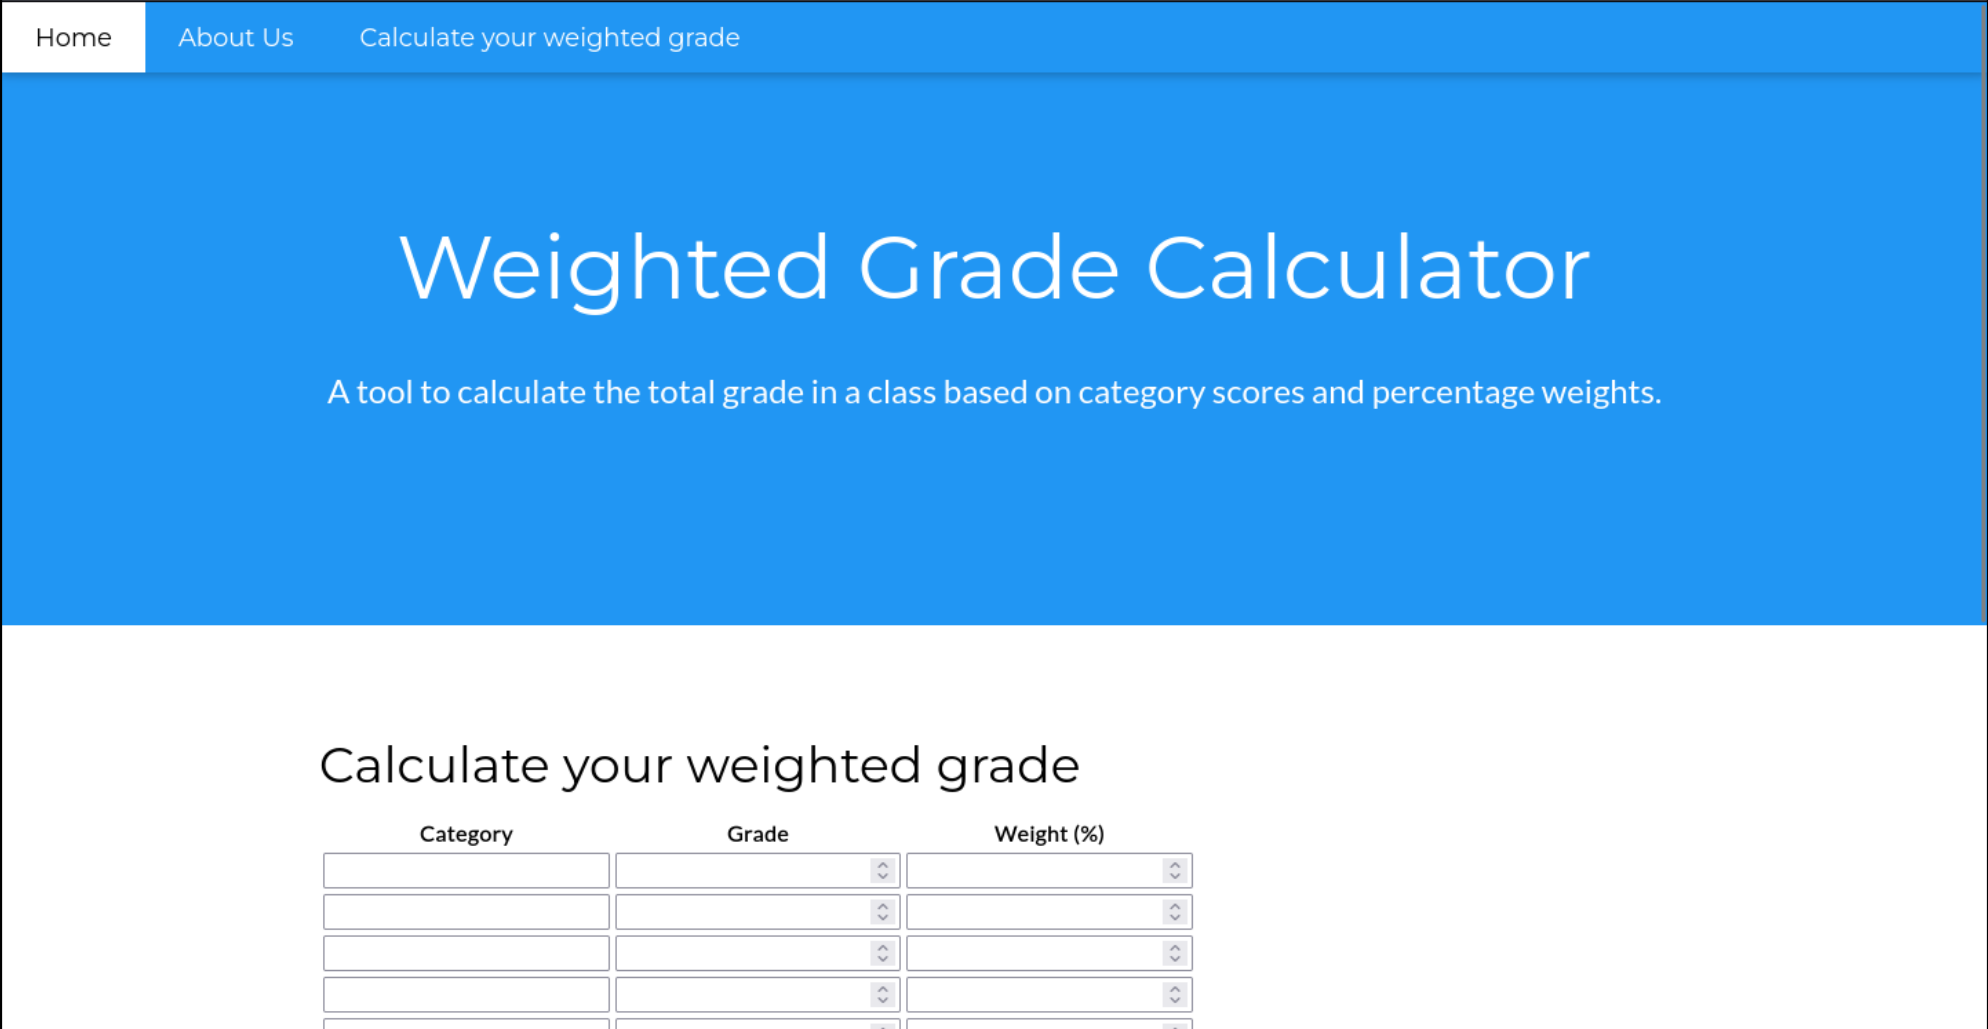 Home About Us Calculate your weighted grade
Weighted Grade Calculator
A tool to calculate the total grade in a class based on category scores and percentage weights.
Calculate your weighted grade
Category Grade Weight (%)